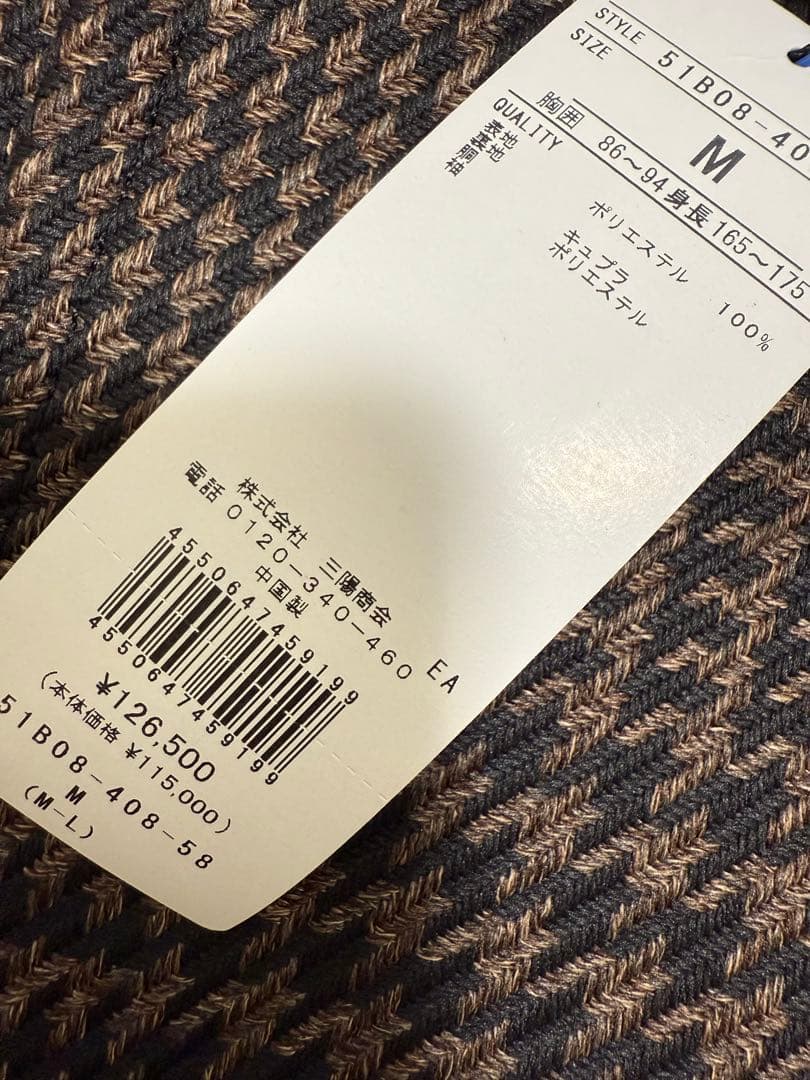 STYLE 51B08-40
SIZE M
胸囲 86〜94 身長 165〜175
QUALITY
表地 ポリエステル 100%
裏地
胴 キュプラ
袖 ポリエステル
株式会社 三陽商会
電話 0120-340-460
中国製 EA
4550647459199
4550647459199
¥126,500
(本体価格 ¥115,000)
51B08-408-58
M
(M-L)